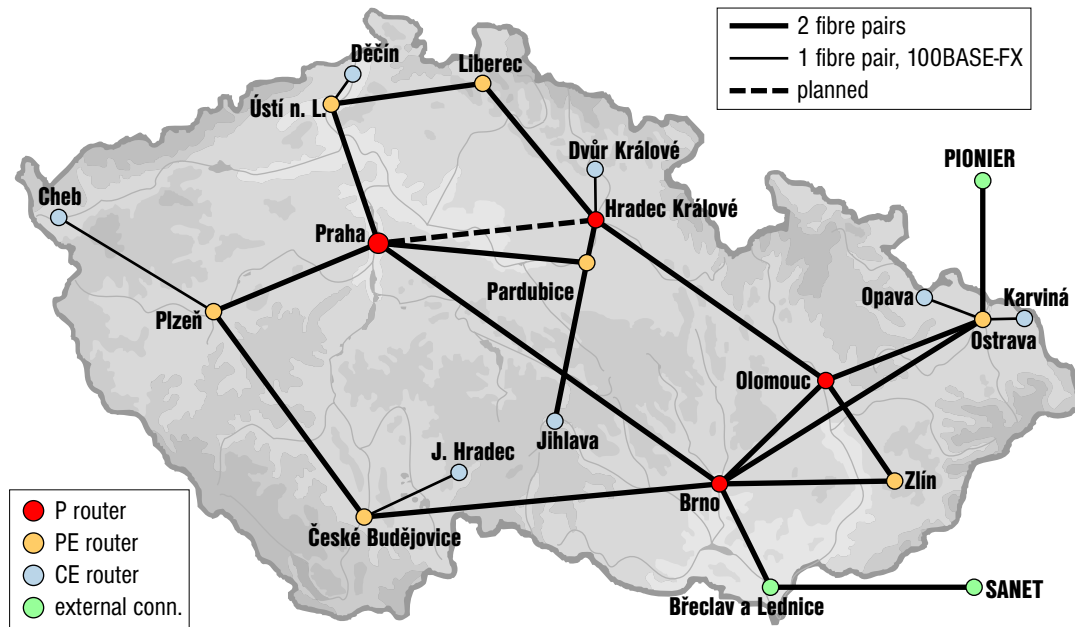 2 fibre pairs
1 fibre pair, 100BASE-FX
planned
Děčín
Liberec
Ústí n. L.
Dvůr Králové
PIONIER
Cheb
Hradec Králové
Praha
Pardubice
Opava
Karviná
Plzeň
Ostrava
Olomouc
Jihlava
J. Hradec
Zlín
Brno
České Budějovice
Břeclav a Lednice
SANET
P router
PE router
CE router
external conn.